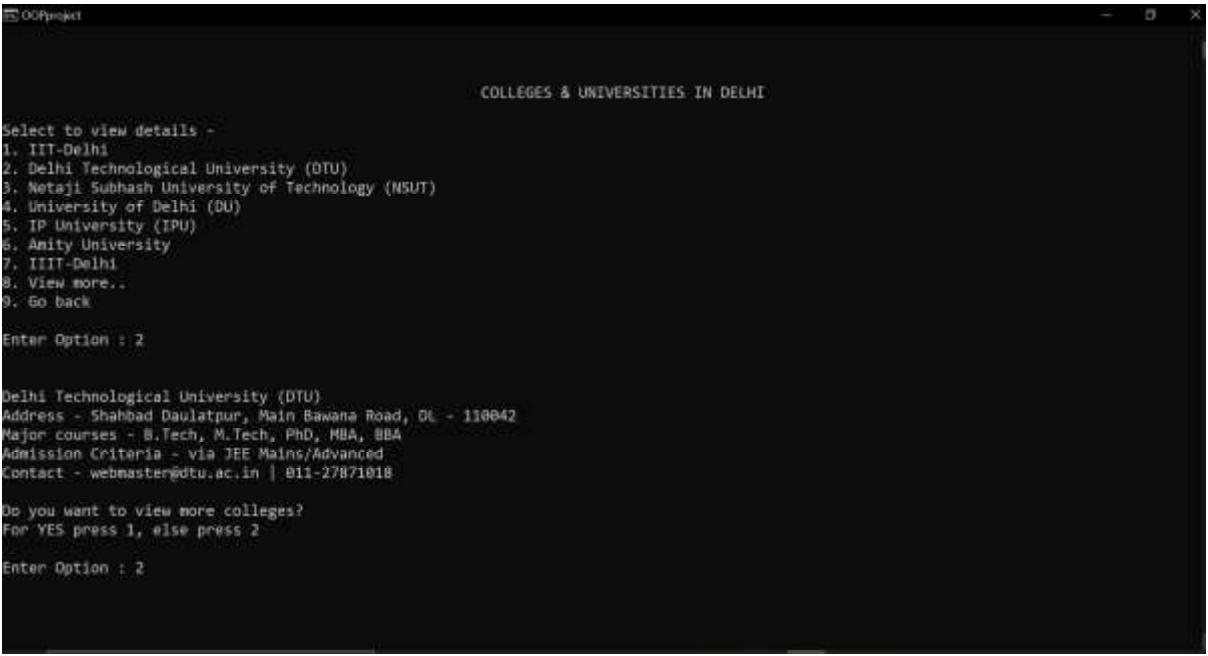 OOPproject
COLLEGES & UNIVERSITIES IN DELHI
Select to view details -
1. IIT-Delhi
2. Delhi Technological University (DTU)
3. Netaji Subhash University of Technology (NSUT)
4. University of Delhi (DU)
5. IP University (IPU)
6. Amity University
7. IIIT-Delhi
8. View more..
9. Go back
Enter Option : 2
Delhi Technological University (DTU)
Address - Shahbad Daulatpur, Main Bawana Road, DL - 110042
Major courses - B.Tech, M.Tech, PhD, MBA, BBA
Admission Criteria - via JEE Mains/Advanced
Contact - webmaster@dtu.ac.in | 011-27871018
Do you want to view more colleges?
For YES press 1, else press 2
Enter Option : 2